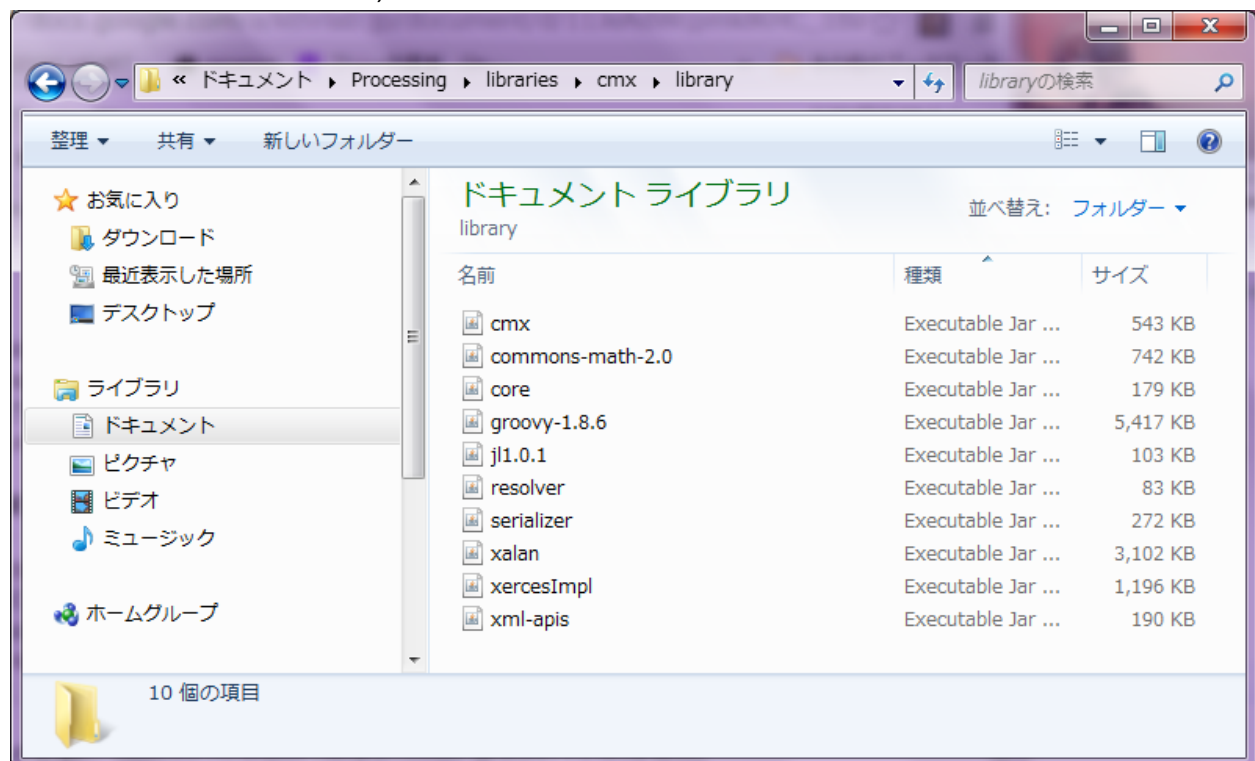 « ドキュメント ▸ Processing ▸ libraries ▸ cmx ▸ library
libraryの検索
整理 ▼ 共有 ▼ 新しいフォルダー
お気に入り
ダウンロード
最近表示した場所
デスクトップ
ライブラリ
ドキュメント
ピクチャ
ビデオ
ミュージック
ホームグループ
ドキュメント ライブラリ
library
並べ替え: フォルダー ▼
名前 種類 サイズ
cmx Executable Jar ... 543 KB
commons-math-2.0 Executable Jar ... 742 KB
core Executable Jar ... 179 KB
groovy-1.8.6 Executable Jar ... 5,417 KB
jl1.0.1 Executable Jar ... 103 KB
resolver Executable Jar ... 83 KB
serializer Executable Jar ... 272 KB
xalan Executable Jar ... 3,102 KB
xercesImpl Executable Jar ... 1,196 KB
xml-apis Executable Jar ... 190 KB
10 個の項目